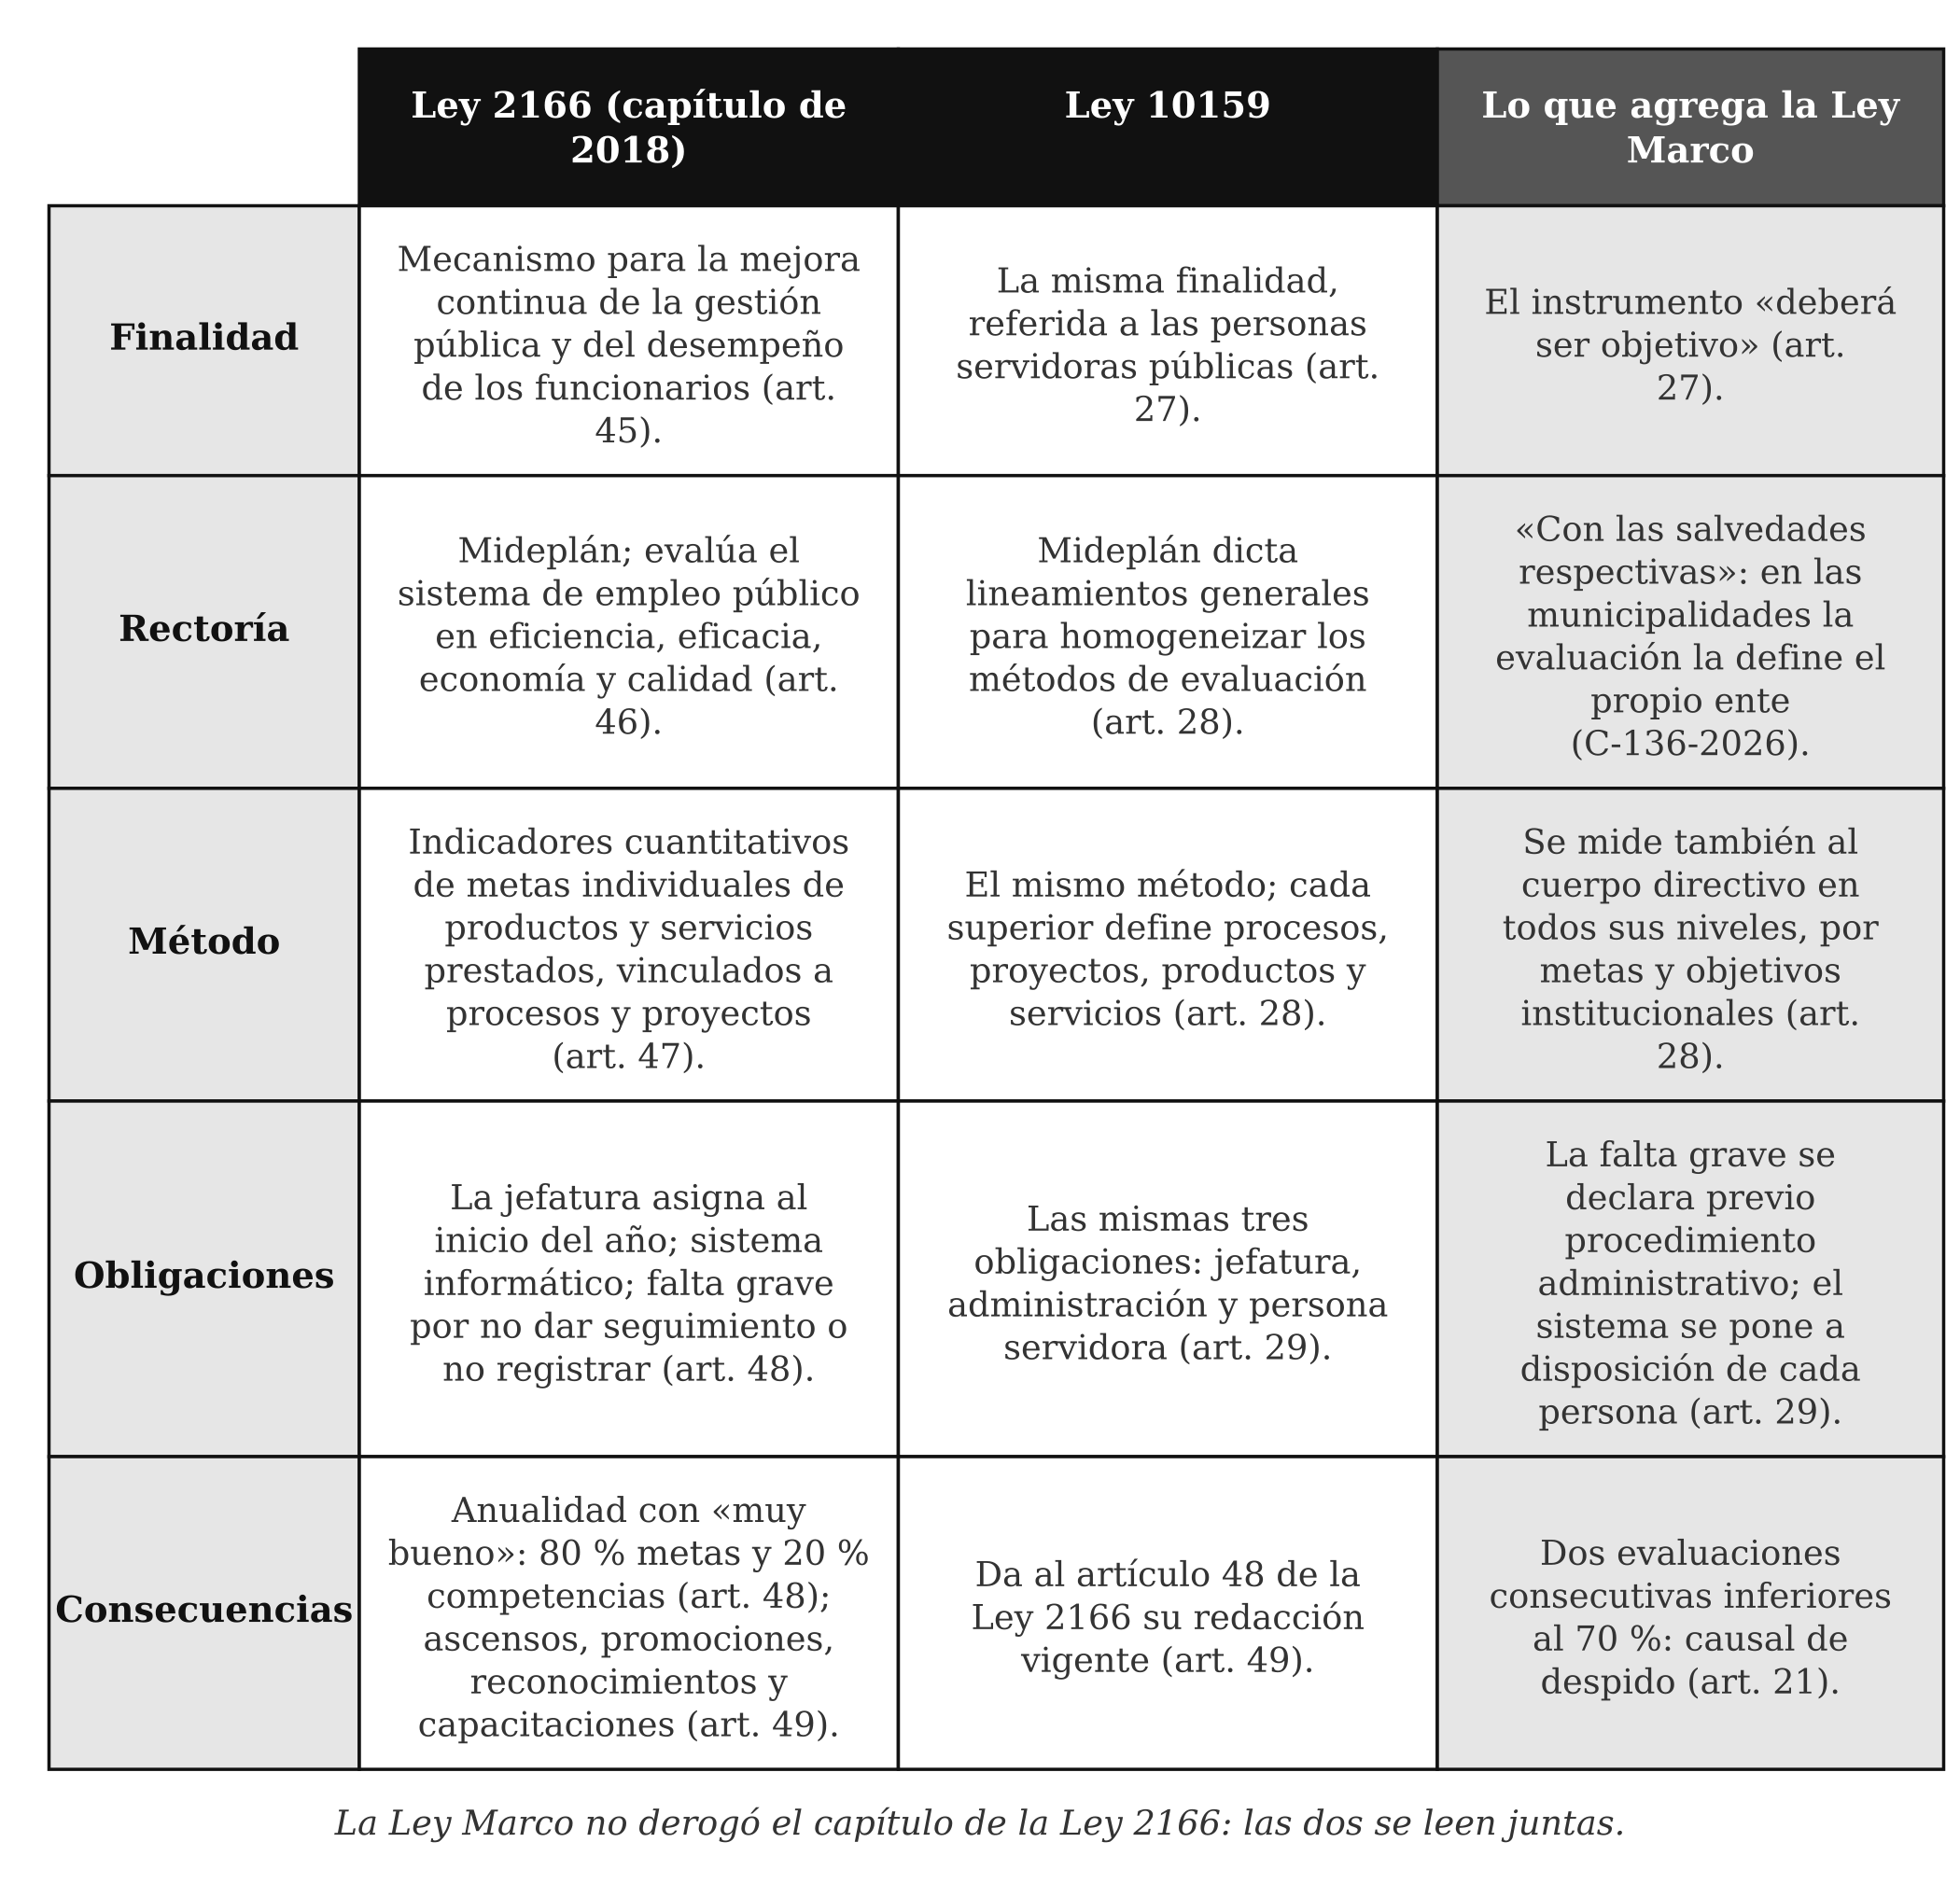 Ley 2166 (capítulo de
2018)
Ley 10159
Lo que agrega la Ley
Marco
Finalidad
Mecanismo para la mejora
continua de la gestión
pública y del desempeño
de los funcionarios (art.
45).
La misma finalidad,
referida a las personas
servidoras públicas (art.
27).
El instrumento «deberá
ser objetivo» (art.
27).
Rectoría
Mideplán; evalúa el
sistema de empleo público
en eficiencia, eficacia,
economía y calidad (art.
46).
Mideplán dicta
lineamientos generales
para homogeneizar los
métodos de evaluación
(art. 28).
«Con las salvedades
respectivas»: en las
municipalidades la
evaluación la define el
propio ente
(C-136-2026).
Método
Indicadores cuantitativos
de metas individuales de
productos y servicios
prestados, vinculados a
procesos y proyectos
(art. 47).
El mismo método; cada
superior define procesos,
proyectos, productos y
servicios (art. 28).
Se mide también al
cuerpo directivo en
todos sus niveles, por
metas y objetivos
institucionales (art.
28).
Obligaciones
La jefatura asigna al
inicio del año; sistema
informático; falta grave
por no dar seguimiento o
no registrar (art. 48).
Las mismas tres
obligaciones: jefatura,
administración y persona
servidora (art. 29).
La falta grave se
declara previo
procedimiento
administrativo; el
sistema se pone a
disposición de cada
persona (art. 29).
Consecuencias
Anualidad con «muy
bueno»: 80 % metas y 20 %
competencias (art. 48);
ascensos, promociones,
reconocimientos y
capacitaciones (art. 49).
Da al artículo 48 de la
Ley 2166 su redacción
vigente (art. 49).
Dos evaluaciones
consecutivas inferiores
al 70 %: causal de
despido (art. 21).
La Ley Marco no derogó el capítulo de la Ley 2166: las dos se leen juntas.